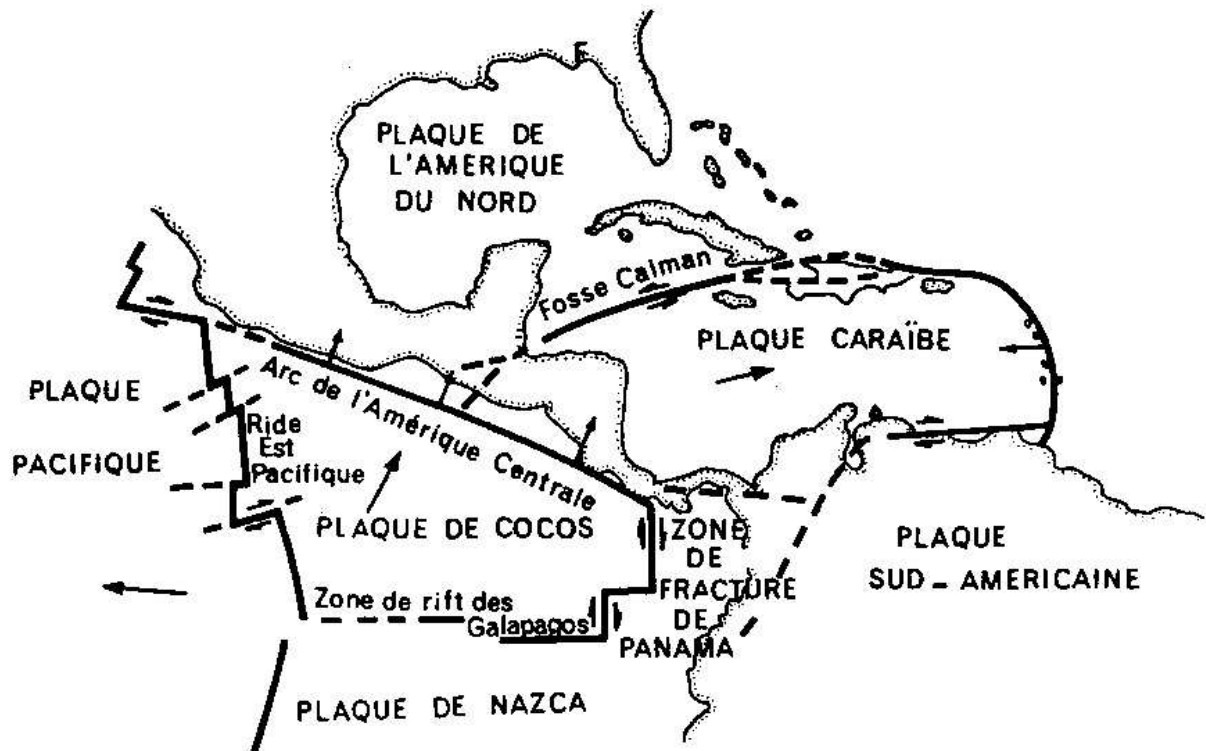 PLAQUE DE
L'AMERIQUE
DU NORD
Fosse Caiman
PLAQUE CARAÏBE
PLAQUE
PACIFIQUE
Ride
Est
Pacifique
Arc de l'Amérique Centrale
PLAQUE DE COCOS
ZONE
DE
FRACTURE
DE
PANAMA
PLAQUE
SUD-AMERICAINE
Zone de rift des
Galapagos
PLAQUE DE NAZCA